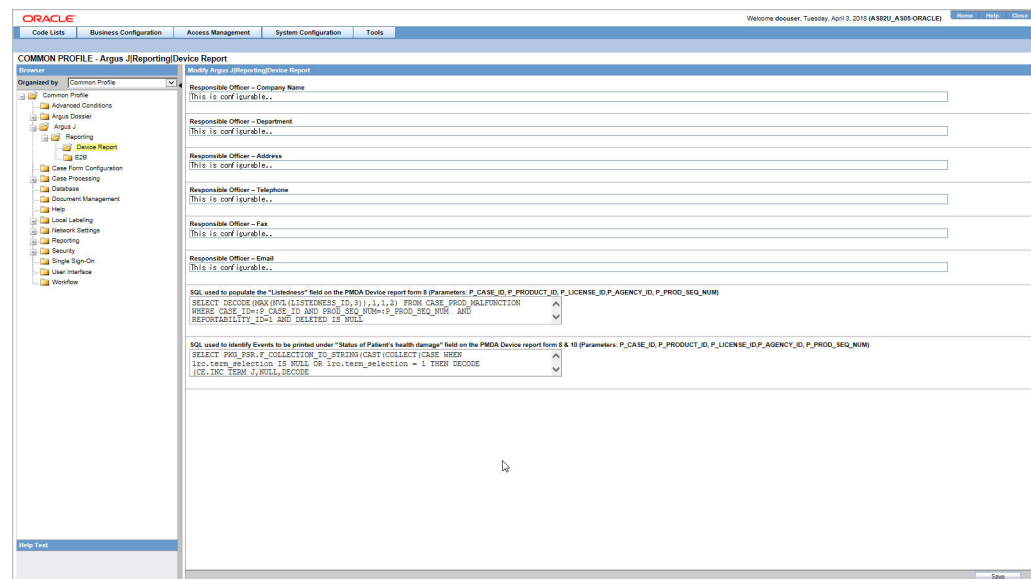 ORACLE
Welcome docuser. Tuesday, April 3, 2018 (AS82U_AS05-ORACLE)
Home Help Close
Code Lists Business Configuration Access Management System Configuration Tools
COMMON PROFILE - Argus J|Reporting|Device Report
Browser
Organized by Common Profile
Common Profile
Advanced Conditions
Argus Dossier
Argus J
Reporting
Device Report
E2B
Case Form Configuration
Case Processing
Database
Document Management
Help
Local Labeling
Network Settings
Reporting
Security
Single Sign-On
User Interface
Workflow
Help Text
Modify Argus J|Reporting|Device Report
Responsible Officer – Company Name
This is configurable..
Responsible Officer – Department
This is configurable..
Responsible Officer – Address
This is configurable..
Responsible Officer – Telephone
This is configurable..
Responsible Officer – Fax
This is configurable..
Responsible Officer – Email
This is configurable..
SQL used to populate the "Listedness" field on the PMDA Device report form 8 (Parameters: P_CASE_ID, P_PRODUCT_ID, P_LICENSE_ID,P_AGENCY_ID, P_PROD_SEQ_NUM)
SELECT DECODE(MAX(NVL(LISTEDNESS_ID,3)),1,1,2) FROM CASE_PROD_MALFUNCTION
WHERE CASE_ID=:P_CASE_ID AND PROD_SEQ_NUM=:P_PROD_SEQ_NUM AND
REPORTABILITY_ID=1 AND DELETED IS NULL
SQL used to identify Events to be printed under "Status of Patient's health damage" field on the PMDA Device report form 8 & 10 (Parameters: P_CASE_ID, P_PRODUCT_ID, P_LICENSE_ID,P_AGENCY_ID, P_PROD_SEQ_NUM)
SELECT PKG_PSR.F_COLLECTION_TO_STRING(CAST(COLLECT(CASE WHEN
lrc.term_selection IS NULL OR lrc.term_selection = 1 THEN DECODE
(CE.INC_TERM_J,NULL,DECODE
Save